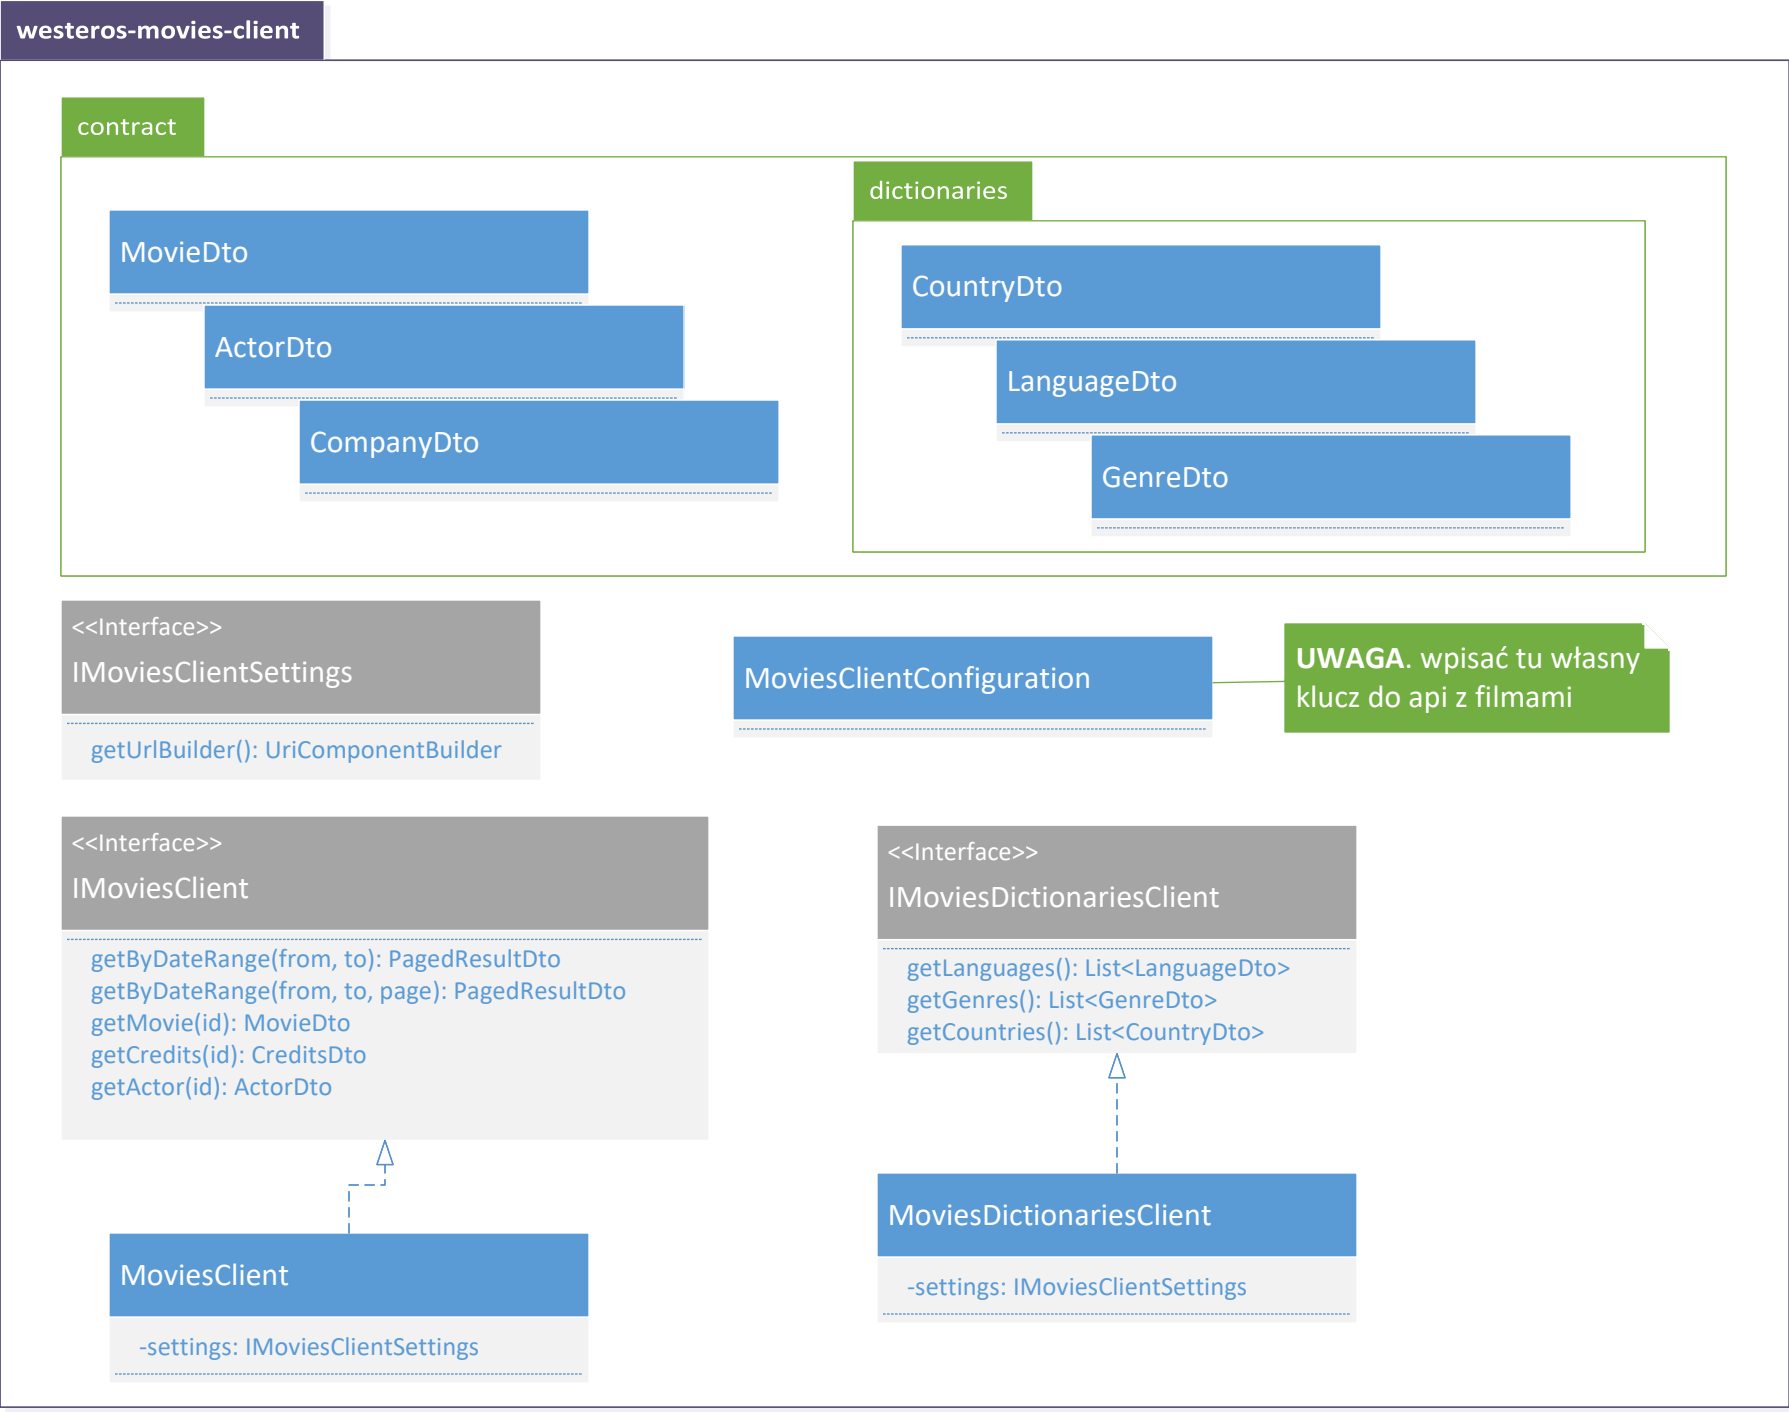 westeros-movies-client
contract
dictionaries
MovieDto
ActorDto
CompanyDto
CountryDto
LanguageDto
GenreDto
<<Interface>>
IMoviesClientSettings
getUrlBuilder(): UriComponentBuilder
MoviesClientConfiguration
UWAGA. wpisać tu własny
klucz do api z filmami
<<Interface>>
IMoviesClient
getByDateRange(from, to): PagedResultDto
getByDateRange(from, to, page): PagedResultDto
getMovie(id): MovieDto
getCredits(id): CreditsDto
getActor(id): ActorDto
<<Interface>>
IMoviesDictionariesClient
getLanguages(): List<LanguageDto>
getGenres(): List<GenreDto>
getCountries(): List<CountryDto>
MoviesClient
-settings: IMoviesClientSettings
MoviesDictionariesClient
-settings: IMoviesClientSettings